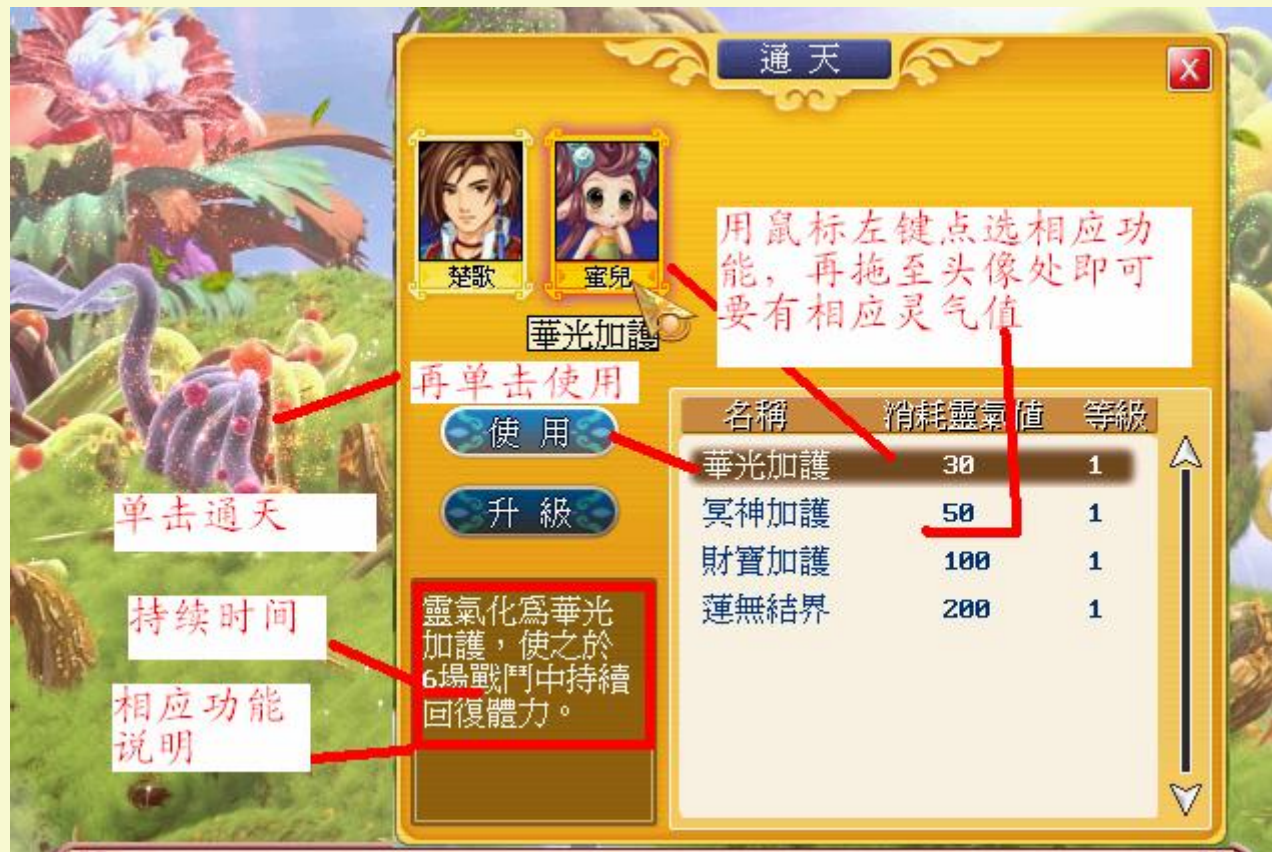 通天
X
楚歌
蜜兒
華光加護
用鼠标左键点选相应功
能，再拖至头像处即可
要有相应灵气值
再单击使用
使用
升級
名稱 消耗靈氣值 等級
華光加護 30 1
冥神加護 50 1
財寶加護 100 1
蓮無結界 200 1
单击通天
持续时间
相应功能
说明
靈氣化爲華光
加護，使之於
6場戰鬥中持續
回復體力。